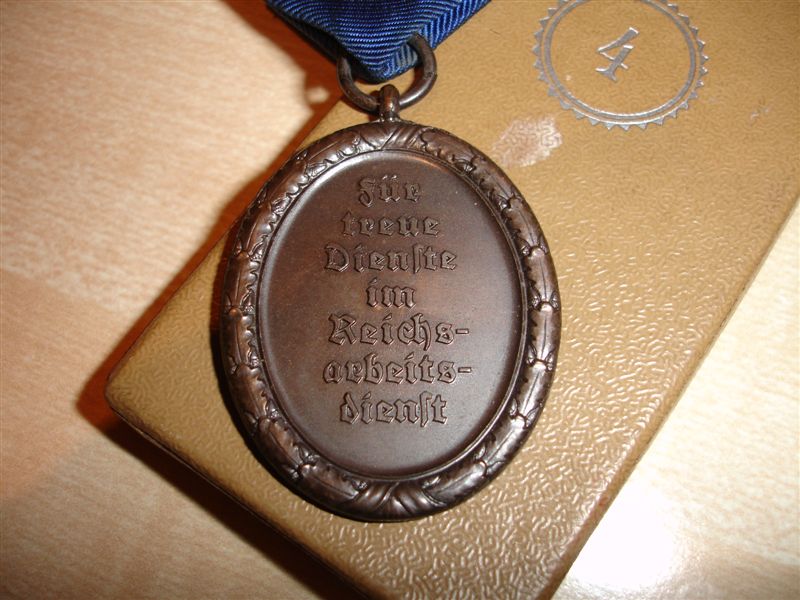 4
Für
treue
Dienſte
im
Reichs-
arbeits-
dienſt